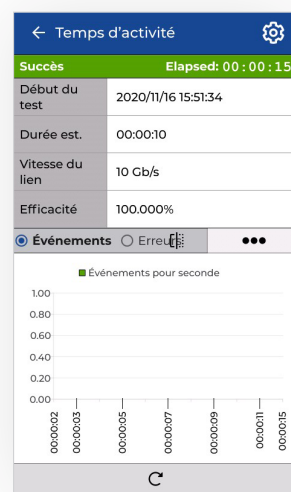 Temps d’activité
Succès Elapsed: 00:00:15
Début du
test
2020/11/16 15:51:34
Durée est. 00:00:10
Vitesse du
lien
10 Gb/s
Efficacité 100.000%
Événements Erreurs
Événements pour seconde
1.00
0.80
0.60
0.40
0.20
0.00
00:00:02
00:00:03
00:00:05
00:00:07
00:00:09
00:00:11
00:00:15